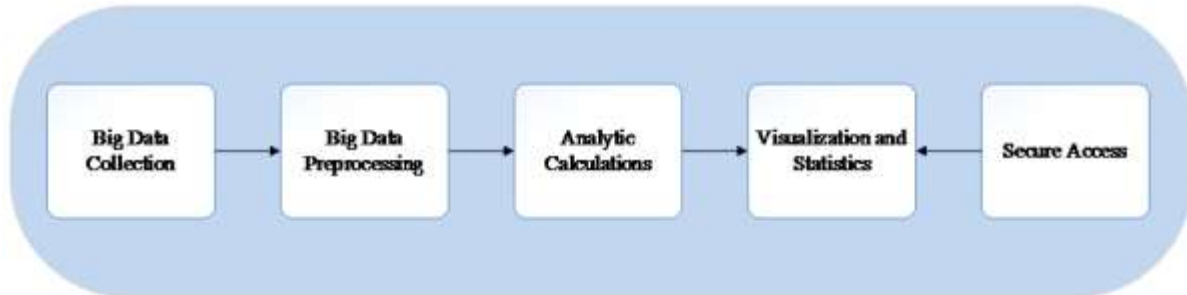 Big Data
Collection
Big Data
Preprocessing
Analytic
Calculations
Visualization and
Statistics
Secure Access